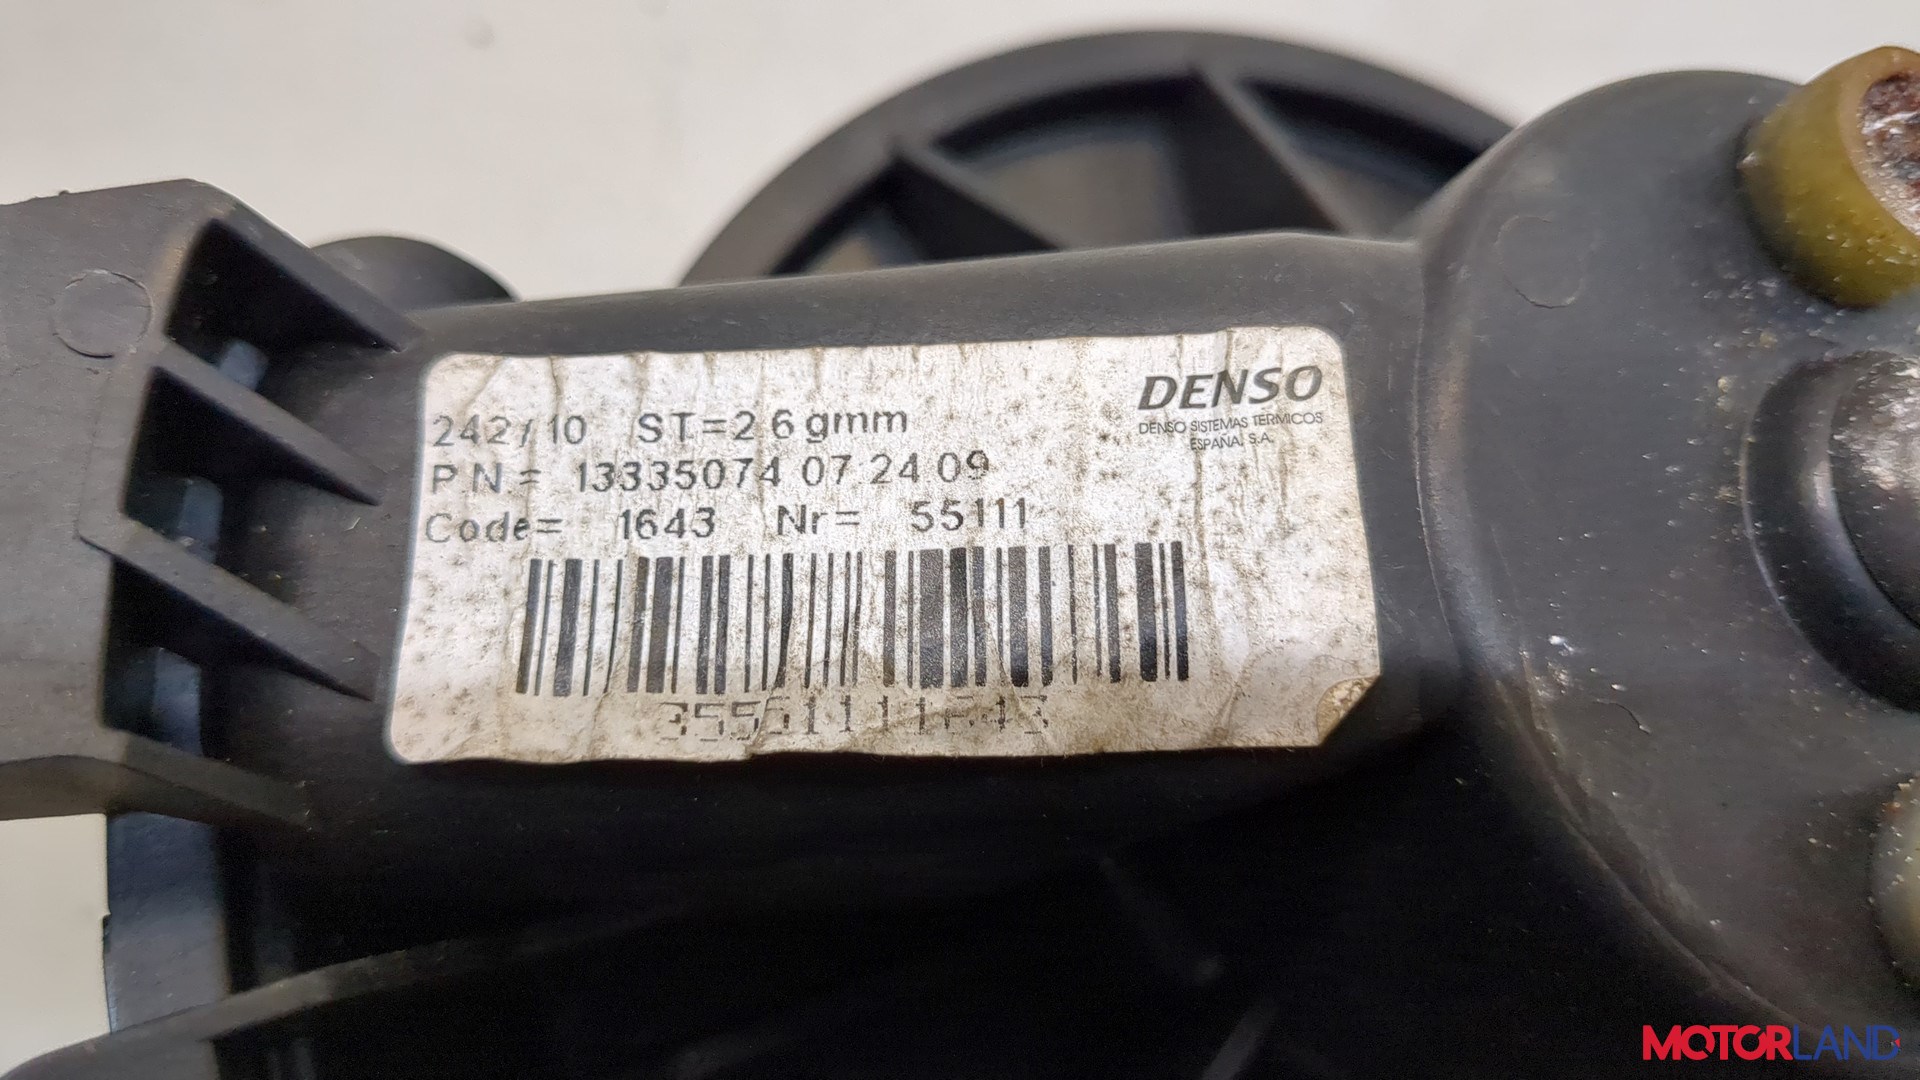 DENSO
DENSO SISTEMAS TERMICOS
ESPAÑA, S.A.
242/10 ST=2.6 gmm
PN= 13335074 07 24 09
Code= 1643 Nr= 55111
MOTORLAND